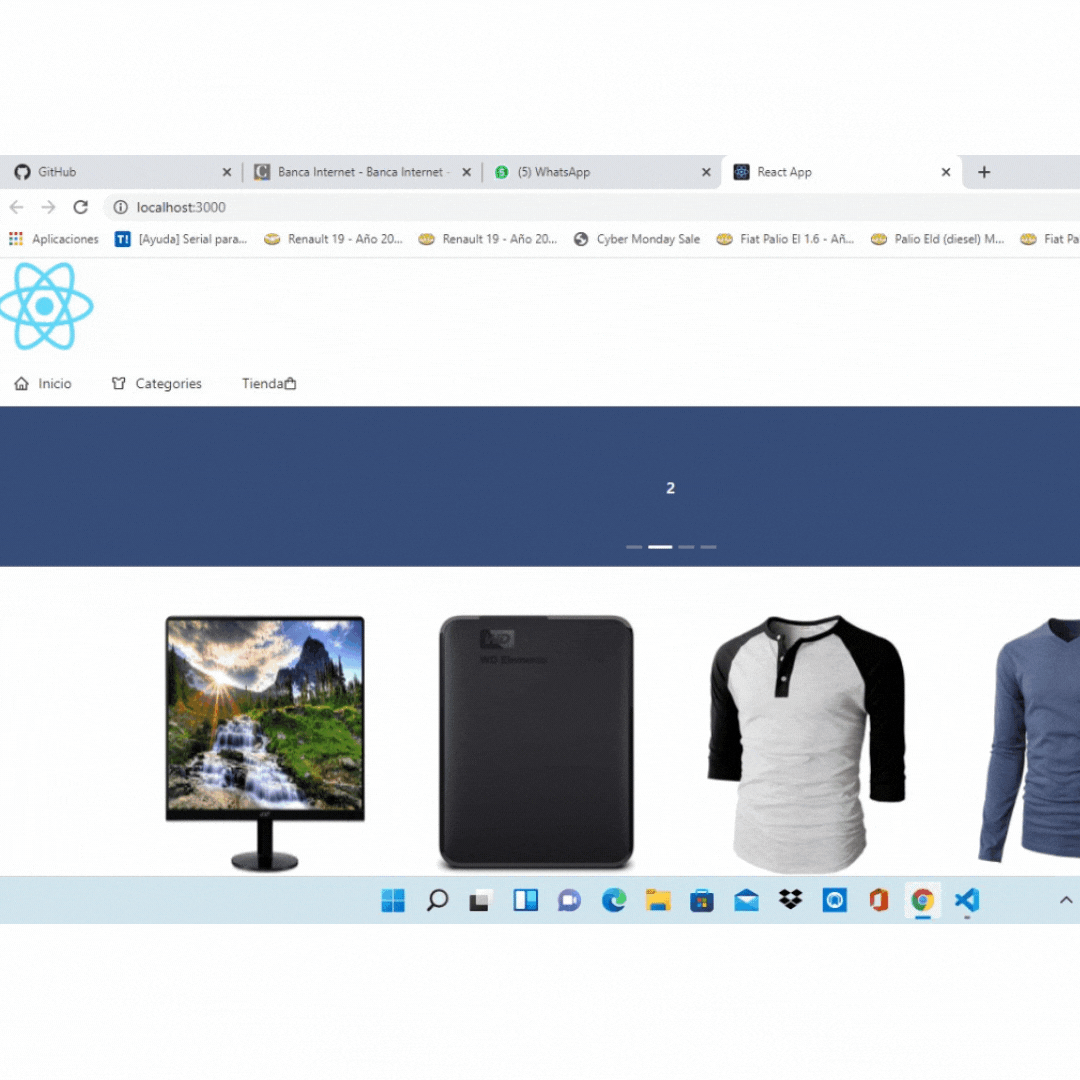 GitHub
Banca Internet - Banca Internet -
(5) WhatsApp
React App
localhost:3000
Aplicaciones
[Ayuda] Serial para...
Renault 19 - Año 20...
Renault 19 - Año 20...
Cyber Monday Sale
Fiat Palio El 1.6 - Añ...
Palio Eld (diesel) M...
Fiat Pa
Inicio
Categories
Tienda
2
WD
WD Elements